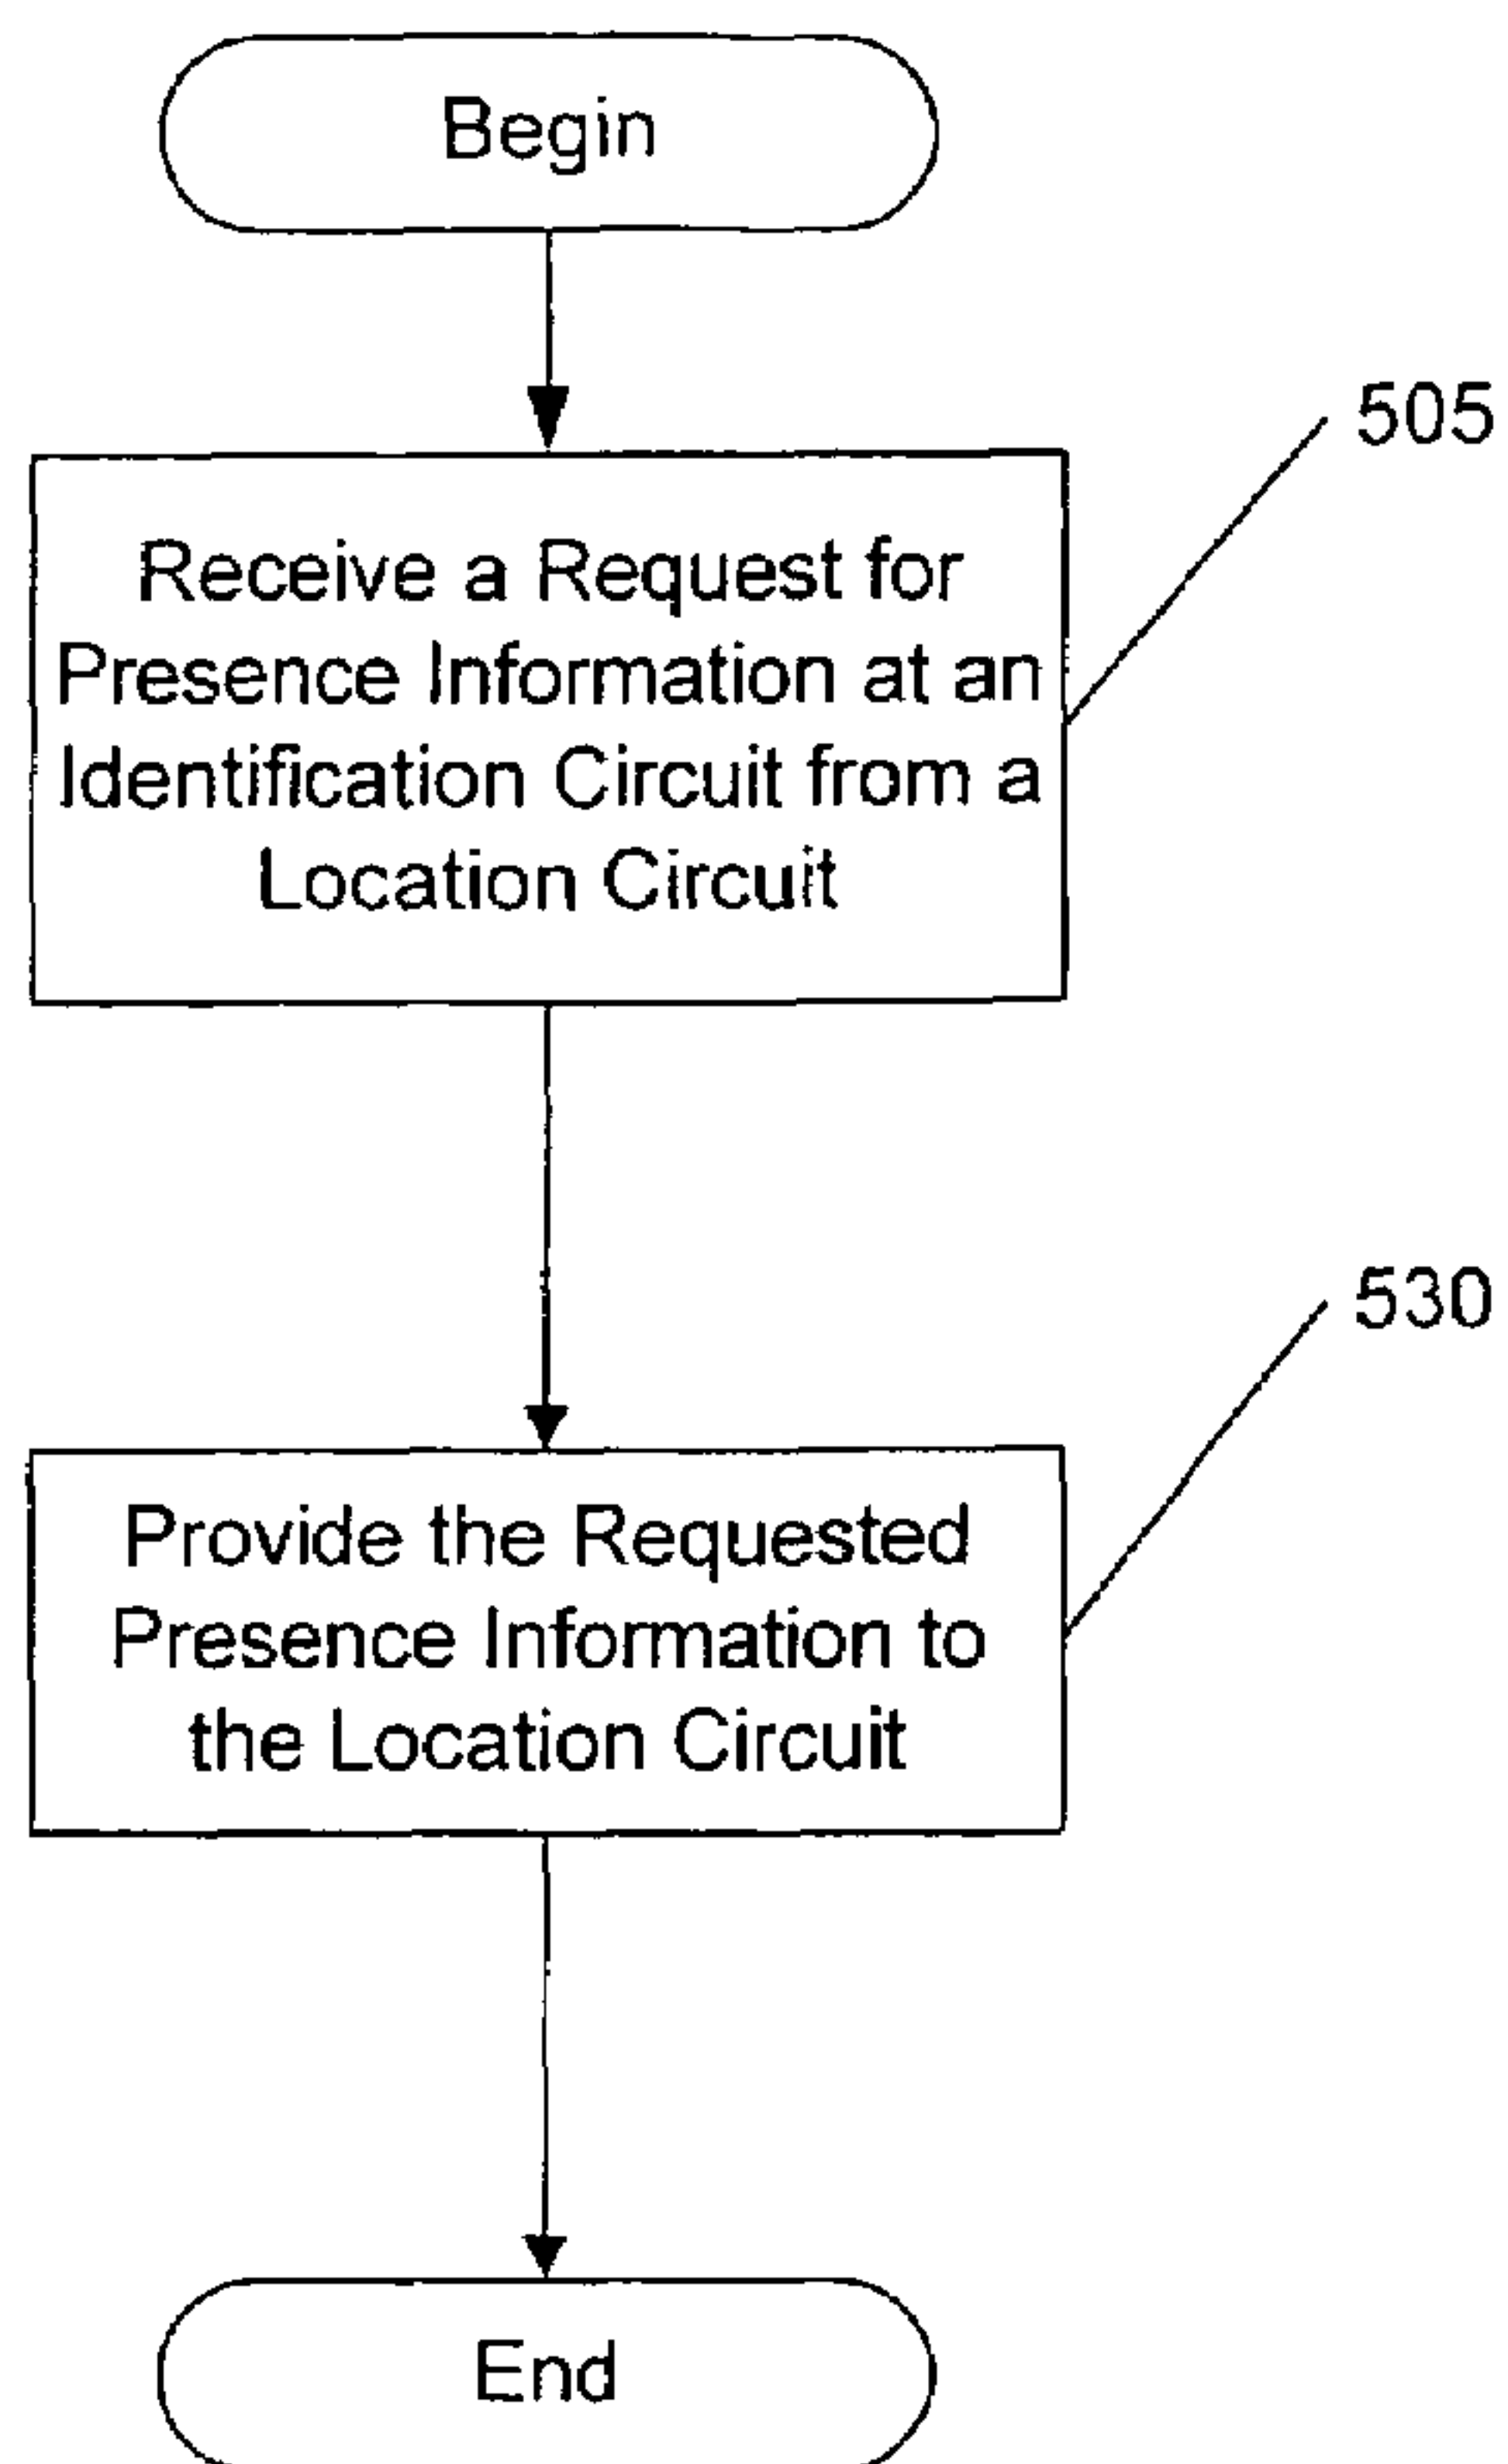 Begin
505
Receive a Request for
Presence Information at an
Identification Circuit from a
Location Circuit
530
Provide the Requested
Presence Information to
the Location Circuit
End